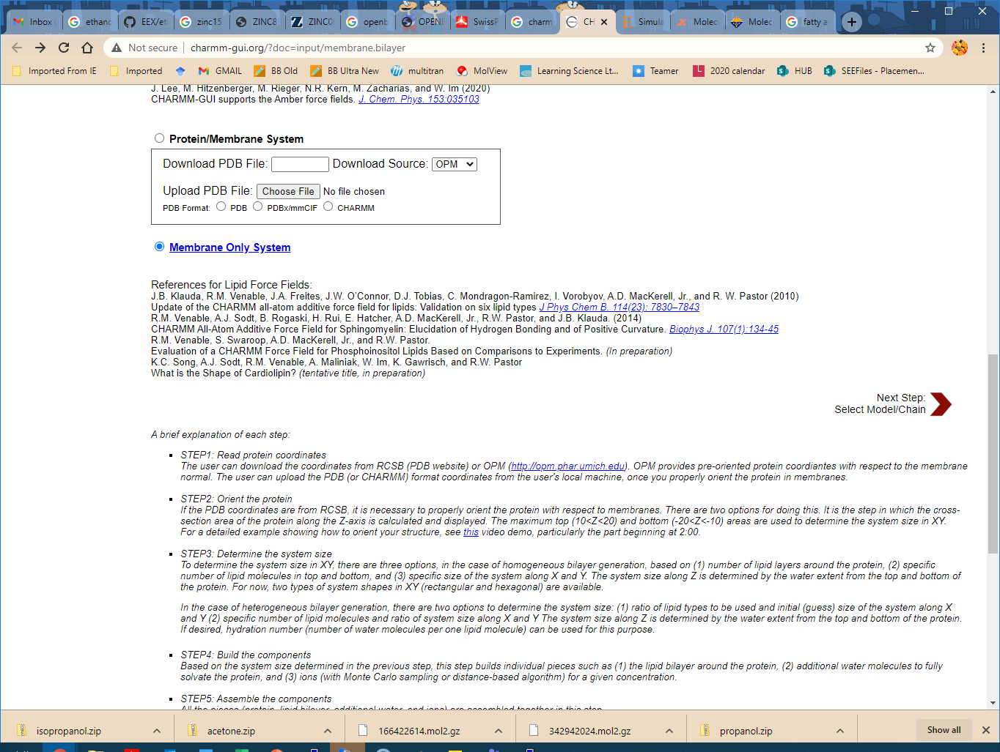 Inbox
ethanc
EEX/et
zinc15
ZINC8
ZINC0
openb
OPENB
SwissP
charm
CH
Simula
Molec
Molec
fatty a
Not secure
charmm-gui.org/?doc=input/membrane.bilayer
Imported From IE
Imported
GMAIL
BB Old
BB Ultra New
multitran
MolView
Learning Science Lt...
Teamer
2020 calendar
HUB
SEEFiles - Placemen...
J. Lee, M. Hitzenberger, M. Rieger, N.R. Kern, M. Zacharias, and W. Im (2020)
CHARMM-GUI supports the Amber force fields. J. Chem. Phys. 153:035103
Protein/Membrane System
Download PDB File: Download Source: OPM
Upload PDB File: Choose File No file chosen
PDB Format: PDB PDBx/mmCIF CHARMM
Membrane Only System
References for Lipid Force Fields:
J.B. Klauda, R.M. Venable, J.A. Freites, J.W. O'Connor, D.J. Tobias, C. Mondragon-Ramirez, I. Vorobyov, A.D. MacKerell, Jr., and R. W. Pastor (2010)
Update of the CHARMM all-atom additive force field for lipids: Validation on six lipid types J Phys Chem B. 114(23): 7830–7843
R.M. Venable, A.J. Sodt, B. Rogaski, H. Rui, E. Hatcher, A.D. MacKerell, Jr., R.W. Pastor, and J.B. Klauda. (2014)
CHARMM All-Atom Additive Force Field for Sphingomyelin: Elucidation of Hydrogen Bonding and of Positive Curvature. Biophys J. 107(1):134-45
R.M. Venable, S. Swaroop, A.D. MacKerell, Jr., and R.W. Pastor.
Evaluation of a CHARMM Force Field for Phosphoinositol Lipids Based on Comparisons to Experiments. (In preparation)
K.C. Song, A.J. Sodt, R.M. Venable, A. Maliniak, W. Im, K. Gawrisch, and R.W. Pastor
What is the Shape of Cardiolipin? (tentative title, in preparation)
Next Step:
Select Model/Chain
A brief explanation of each step:
STEP1: Read protein coordinates
The user can download the coordinates from RCSB (PDB website) or OPM (http://opm.phar.umich.edu). OPM provides pre-oriented protein coordiantes with respect to the membrane
normal. The user can upload the PDB (or CHARMM) format coordinates from the user's local machine, once you properly orient the protein in membranes.
STEP2: Orient the protein
If the PDB coordinates are from RCSB, it is necessary to properly orient the protein with respect to membranes. There are two options for doing this. It is the step in which the cross-
section area of the protein along the Z-axis is calculated and displayed. The maximum top (10<Z<20) and bottom (-20<Z<-10) areas are used to determine the system size in XY.
For a detailed example showing how to orient your structure, see this video demo, particularly the part beginning at 2:00.
STEP3: Determine the system size
To determine the system size in XY, there are three options, in the case of homogeneous bilayer generation, based on (1) number of lipid layers around the protein, (2) specific
number of lipid molecules in top and bottom, and (3) specific size of the system along X and Y. The system size along Z is determined by the water extent from the top and bottom of
the protein. For now, two types of system shapes in XY (rectangular and hexagonal) are available.
In the case of heterogeneous bilayer generation, there are two options to determine the system size: (1) ratio of lipid types to be used and initial (guess) size of the system along X
and Y (2) specific number of lipid molecules and ratio of system size along X and Y The system size along Z is determined by the water extent from the top and bottom of the protein.
If desired, hydration number (number of water molecules per one lipid molecule) can be used for this purpose.
STEP4: Build the components
Based on the system size determined in the previous step, this step builds individual pieces such as (1) the lipid bilayer around the protein, (2) additional water molecules to fully
solvate the protein, and (3) ions (with Monte Carlo sampling or distance-based algorithm) for a given concentration.
STEP5: Assemble the components
All the pieces (protein, lipid bilayer, additional water, and ions) are assembled together in this step
isopropanol.zip
acetone.zip
166422614.mol2.gz
342942024.mol2.gz
propanol.zip
Show all